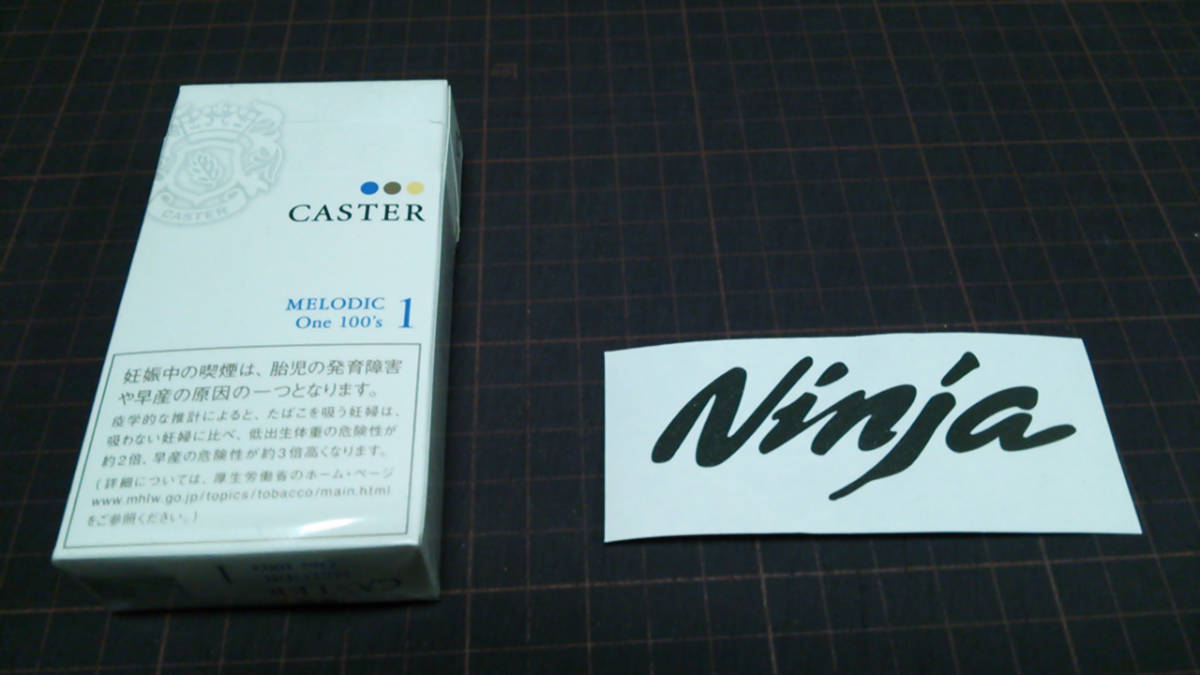 CASTER
CASTER
MELODIC
One 100's 1
妊娠中の喫煙は、胎児の発育障害
や早産の原因の一つとなります。
疫学的な推計によると、たばこを吸う妊婦は、
吸わない妊婦に比べ、低出生体重の危険性が
約2倍、早産の危険性が約3倍高くなります。
(詳細については、厚生労働省のホーム・ページ
www.mhlw.go.jp/topics/tobacco/main.html
をご参照ください。)
CASTER
MELODIC
One 100's 1
Ninja